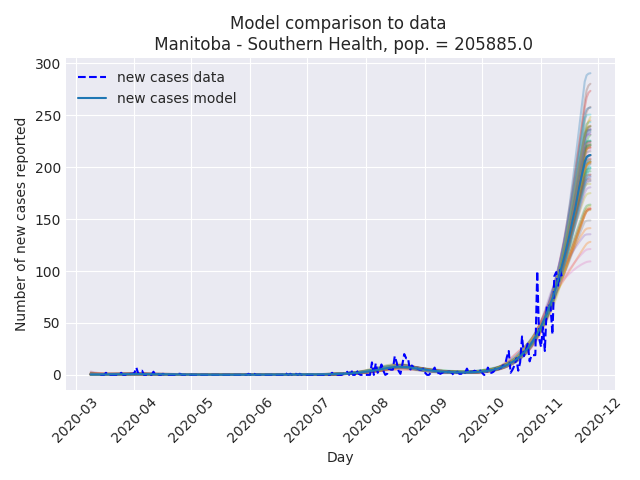 Model comparison to data
Manitoba - Southern Health, pop. = 205885.0
new cases data
new cases model
Number of new cases reported
300
250
200
150
100
50
0
2020-03
2020-04
2020-05
2020-06
2020-07
2020-08
2020-09
2020-10
2020-11
2020-12
Day